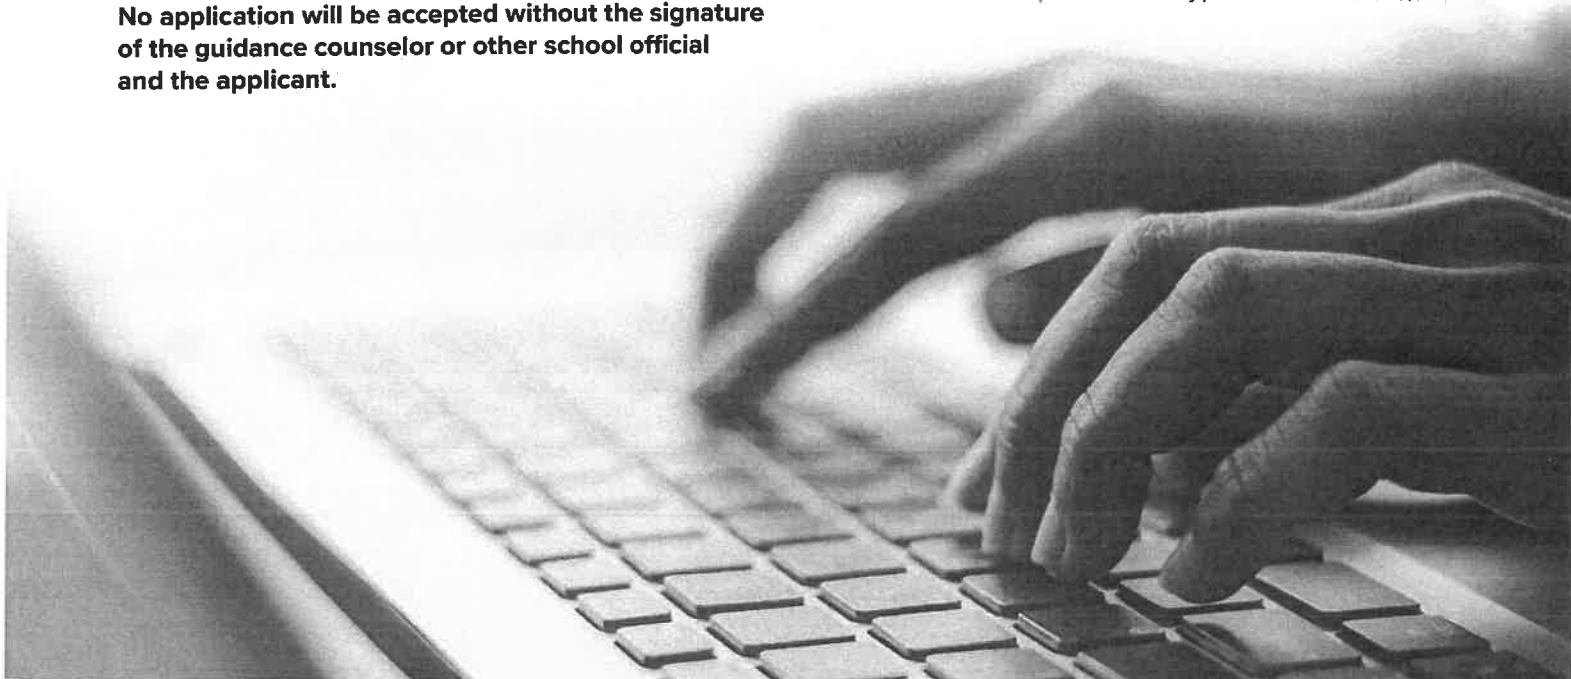 No application will be accepted without the signature
of the guidance counselor or other school official
and the applicant.